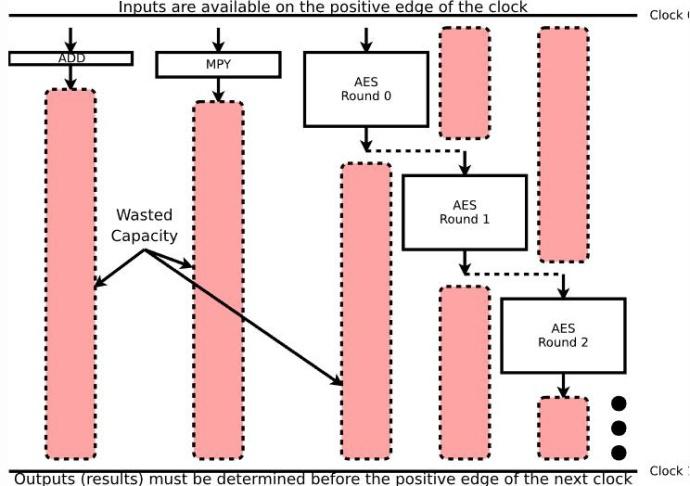 Inputs are available on the positive edge of the clock
Clock
ADD
MPY
AES
Round 0
AES
Round 1
Wasted
Capacity
AES
Round 2
Clock
Outputs (results) must be determined before the positive edge of the next clock